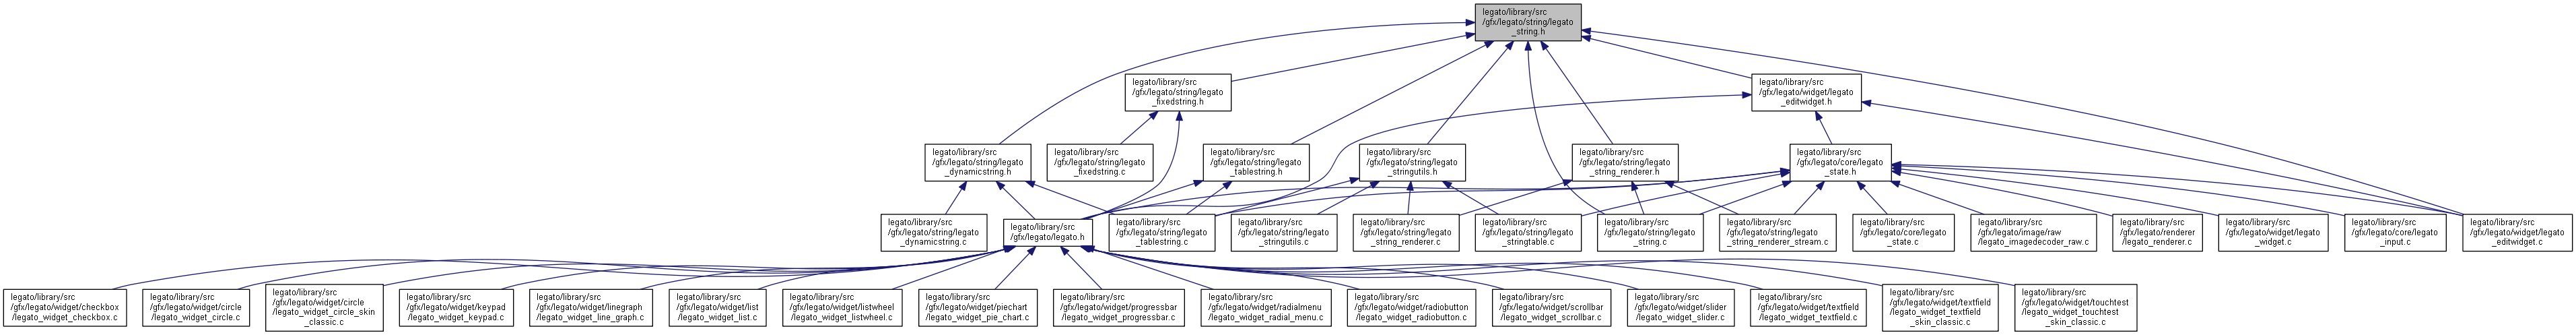 legato/library/src
/gfx/legato/string/legato
_string.h
legato/library/src
/gfx/legato/string/legato
_fixedstring.h
legato/library/src
/gfx/legato/widget/legato
_editwidget.h
legato/library/src
/gfx/legato/string/legato
_dynamicstring.h
legato/library/src
/gfx/legato/string/legato
_fixedstring.c
legato/library/src
/gfx/legato/string/legato
_tablestring.h
legato/library/src
/gfx/legato/string/legato
_stringutils.h
legato/library/src
/gfx/legato/string/legato
_string_renderer.h
legato/library/src
/gfx/legato/core/legato
_state.h
legato/library/src
/gfx/legato/string/legato
_dynamicstring.c
legato/library/src
/gfx/legato/legato.h
legato/library/src
/gfx/legato/string/legato
_tablestring.c
legato/library/src
/gfx/legato/string/legato
_stringutils.c
legato/library/src
/gfx/legato/string/legato
_string_renderer.c
legato/library/src
/gfx/legato/string/legato
_stringtable.c
legato/library/src
/gfx/legato/string/legato
_string.c
legato/library/src
/gfx/legato/string/legato
_string_renderer_stream.c
legato/library/src
/gfx/legato/core/legato
_state.c
legato/library/src
/gfx/legato/image/raw
/legato_imagedecoder_raw.c
legato/library/src
/gfx/legato/renderer
/legato_renderer.c
legato/library/src
/gfx/legato/widget/legato
_widget.c
legato/library/src
/gfx/legato/core/legato
_input.c
legato/library/src
/gfx/legato/widget/legato
_editwidget.c
legato/library/src
/gfx/legato/widget/checkbox
/legato_widget_checkbox.c
legato/library/src
/gfx/legato/widget/circle
/legato_widget_circle.c
legato/library/src
/gfx/legato/widget/circle
/legato_widget_circle_skin
_classic.c
legato/library/src
/gfx/legato/widget/keypad
/legato_widget_keypad.c
legato/library/src
/gfx/legato/widget/linegraph
/legato_widget_line_graph.c
legato/library/src
/gfx/legato/widget/list
/legato_widget_list.c
legato/library/src
/gfx/legato/widget/listwheel
/legato_widget_listwheel.c
legato/library/src
/gfx/legato/widget/piechart
/legato_widget_pie_chart.c
legato/library/src
/gfx/legato/widget/progressbar
/legato_widget_progressbar.c
legato/library/src
/gfx/legato/widget/radialmenu
/legato_widget_radial_menu.c
legato/library/src
/gfx/legato/widget/radiobutton
/legato_widget_radiobutton.c
legato/library/src
/gfx/legato/widget/scrollbar
/legato_widget_scrollbar.c
legato/library/src
/gfx/legato/widget/slider
/legato_widget_slider.c
legato/library/src
/gfx/legato/widget/textfield
/legato_widget_textfield.c
legato/library/src
/gfx/legato/widget/textfield
/legato_widget_textfield
_skin_classic.c
legato/library/src
/gfx/legato/widget/touchtest
/legato_widget_touchtest
_skin_classic.c